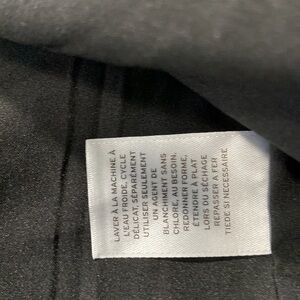 LAVER À LA MACHINE À
L'EAU FROIDE, CYCLE
DÉLICAT, SÉPARÉMENT
UTILISER SEULEMENT
UN AGENT DE
BLANCHIMENT SANS
CHLORE, AU BESOIN,
REDONNER FORME,
ÉTENDRE À PLAT
LORS DU SÉCHAGE
REPASSER À FER
TIÈDE SI NÉCESSAIRE